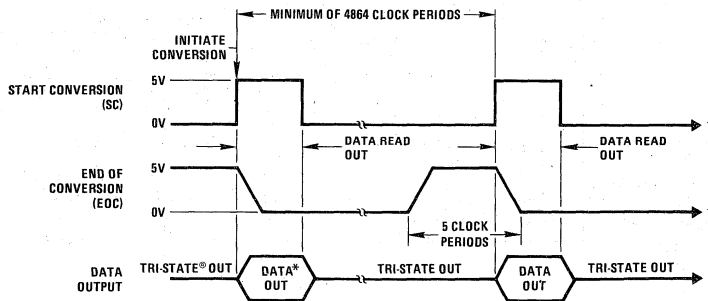 MINIMUM OF 4864 CLOCK PERIODS
INITIATE
CONVERSION
START CONVERSION
(SC)
5V
0V
DATA READ
OUT
DATA READ
OUT
END OF
CONVERSION
(EOC)
5V
0V
5 CLOCK
PERIODS
DATA
OUTPUT
TRI-STATE® OUT
DATA*
OUT
TRI-STATE OUT
DATA
OUT
TRI-STATE OUT